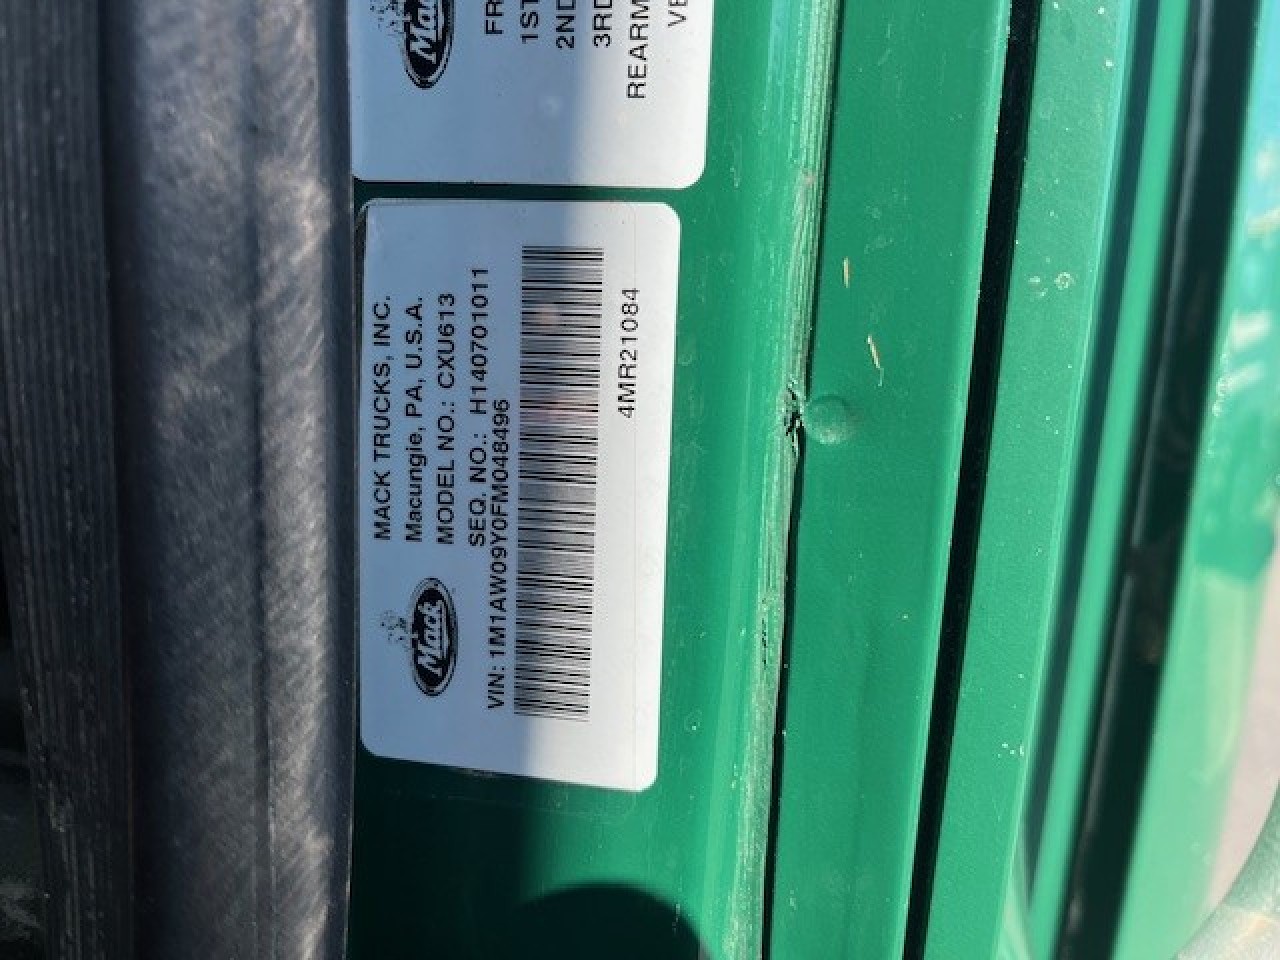 Mack
FR
1ST
2ND
3RD
REARM
VE
MACK TRUCKS, INC.
Macungie, PA, U.S.A.
MODEL NO.: CXU613
SEQ. NO.: H140701011
Mack
VIN: 1M1AW09Y0FM048496
4MR21084